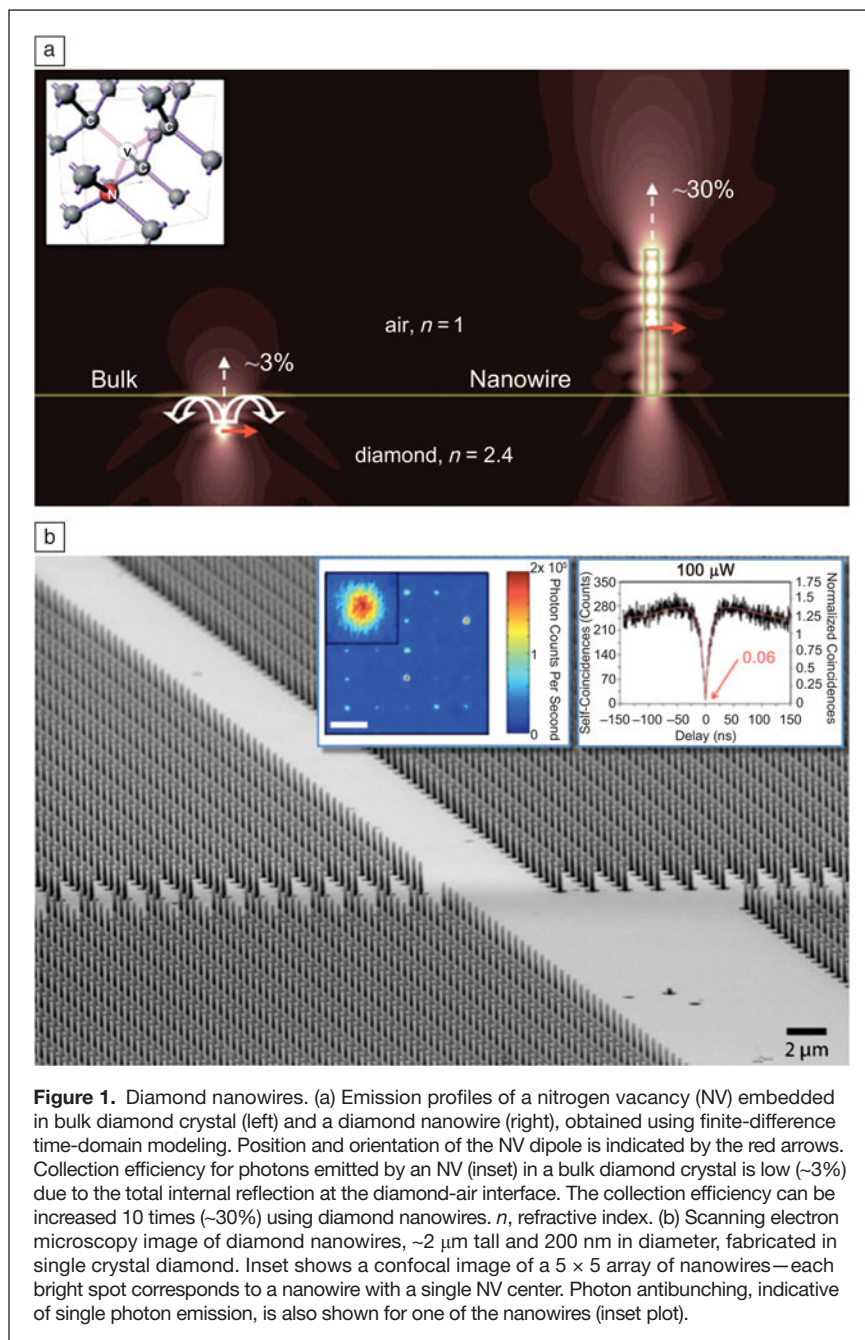 a
C
C
V
C
N
~30%
air, n = 1
~3%
Bulk
Nanowire
diamond, n = 2.4
b
2x 10⁵
1
0
Photon Counts Per Second
100 μW
350
280
210
140
70
0
Self-Coincidences (Counts)
1.75
1.5
1.25
1
0.75
0.5
0.25
0
Normalized Coincidences
0.06
–150 –100 –50 0 50 100 150
Delay (ns)
2 μm
Figure 1. Diamond nanowires. (a) Emission profiles of a nitrogen vacancy (NV) embedded
in bulk diamond crystal (left) and a diamond nanowire (right), obtained using finite-difference
time-domain modeling. Position and orientation of the NV dipole is indicated by the red arrows.
Collection efficiency for photons emitted by an NV (inset) in a bulk diamond crystal is low (~3%)
due to the total internal reflection at the diamond-air interface. The collection efficiency can be
increased 10 times (~30%) using diamond nanowires. n, refractive index. (b) Scanning electron
microscopy image of diamond nanowires, ~2 μm tall and 200 nm in diameter, fabricated in
single crystal diamond. Inset shows a confocal image of a 5 × 5 array of nanowires—each
bright spot corresponds to a nanowire with a single NV center. Photon antibunching, indicative
of single photon emission, is also shown for one of the nanowires (inset plot).